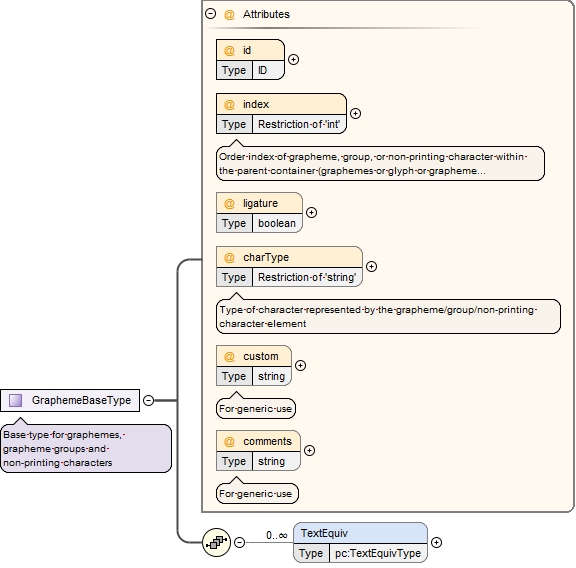 @ Attributes
@ id
Type ID
@ index
Type Restriction·of·'int'
Order·index·of·grapheme,·group,·or·non-printing·character·within·
the·parent·container·(graphemes·or·glyph·or·grapheme...
@ ligature
Type boolean
@ charType
Type Restriction·of·'string'
Type·of·character·represented·by·the·grapheme/group/non-printing·
character·element
@ custom
Type string
For·generic·use
GraphemeBaseType
Base·type·for·graphemes,·
grapheme·groups·and·
non-printing·characters
@ comments
Type string
For·generic·use
0..∞
TextEquiv
Type pc:TextEquivType